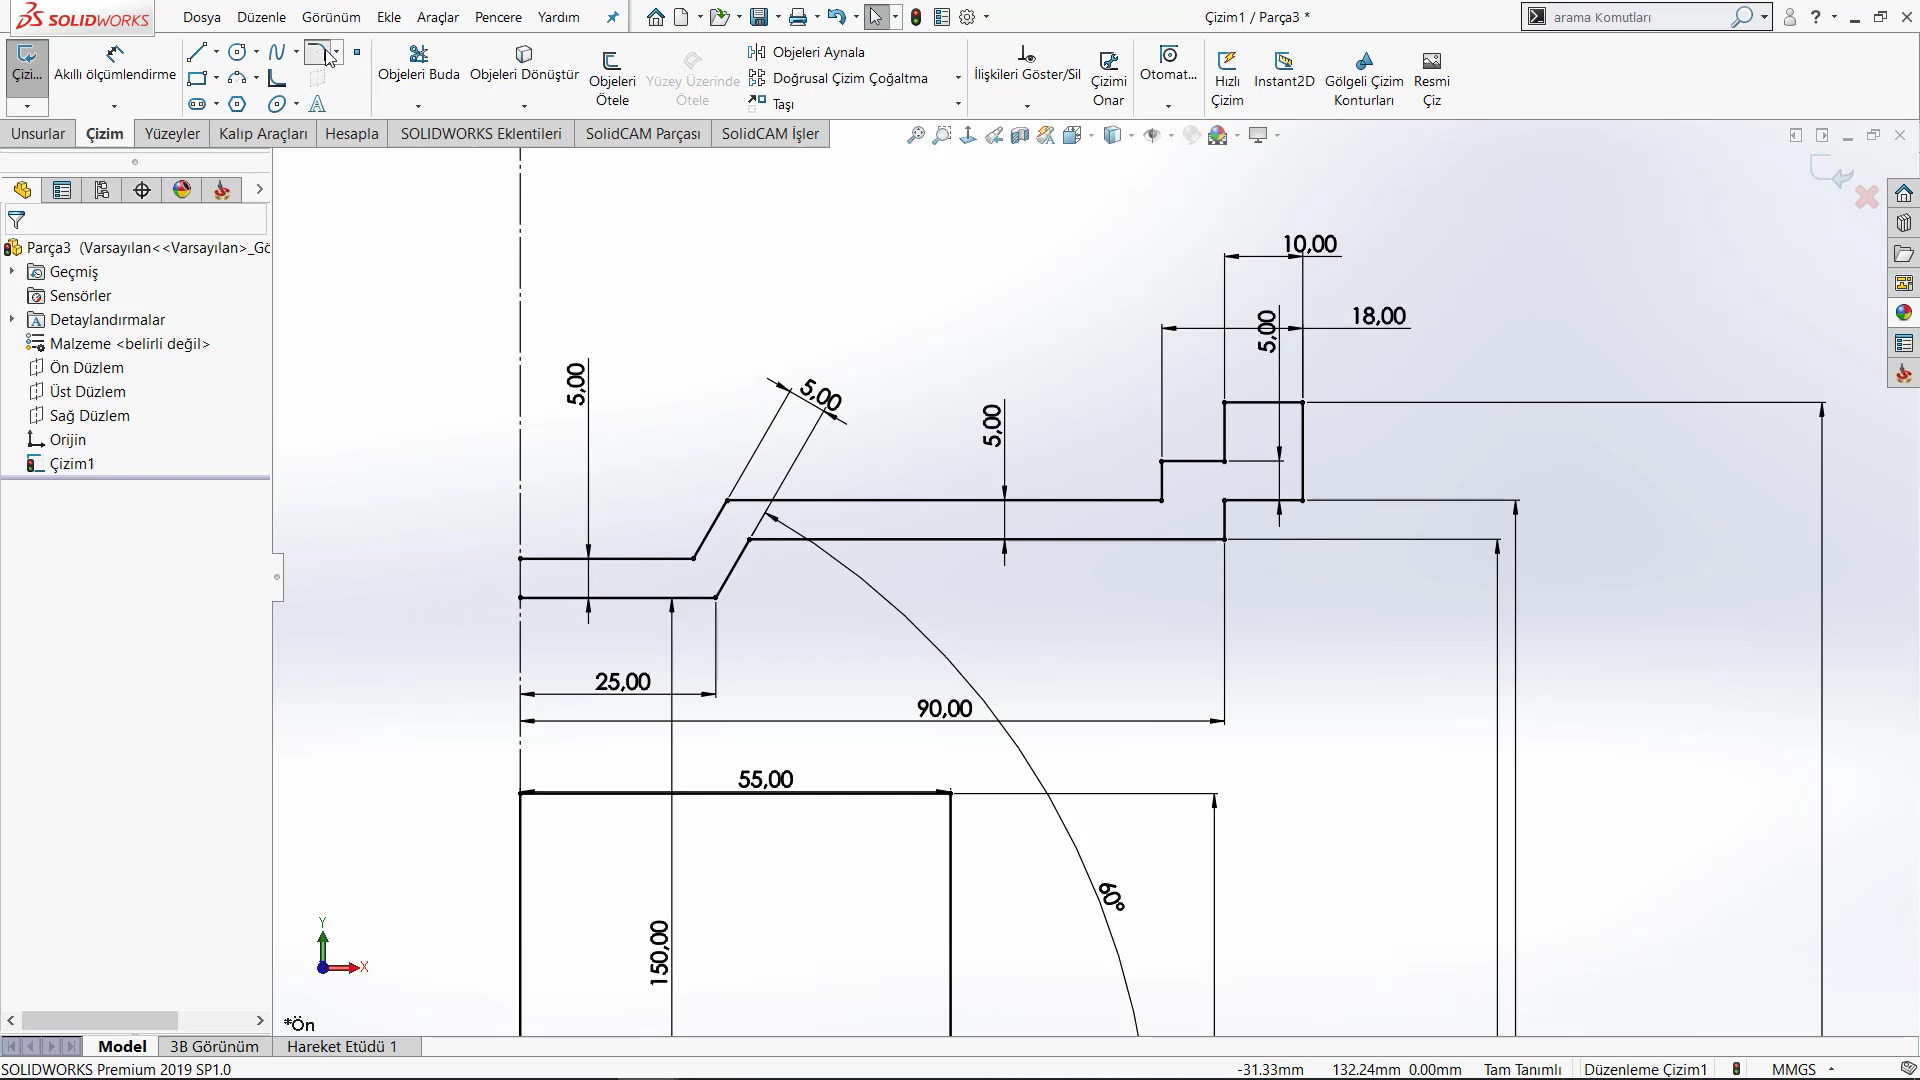 SOLIDWORKS
Dosya Düzenle Görünüm Ekle Araçlar Pencere Yardım
Çizim1 / Parça3 *
arama Komutları
Çizi...
Akıllı ölçümlendirme
Objeleri Buda
Objeleri Dönüştür
Objeleri Ötele
Yüzey Üzerinde Ötele
Objeleri Aynala
Doğrusal Çizim Çoğaltma
Taşı
İlişkileri Göster/Sil
Çizimi Onar
Otomat...
Hızlı Çizim
Instant2D
Gölgeli Çizim Konturları
Resmi Çiz
Unsurlar Çizim Yüzeyler Kalıp Araçları Hesapla SOLIDWORKS Eklentileri SolidCAM Parçası SolidCAM İşler
Parça3 (Varsayılan<<Varsayılan>_Gö
Geçmiş
Sensörler
Detaylandırmalar
Malzeme <belirli değil>
Ön Düzlem
Üst Düzlem
Sağ Düzlem
Orijin
Çizim1
10,00
18,00
5,00
5,00
5,00
5,00
25,00
90,00
55,00
60°
150,00
Y
X
*Ön
Model 3B Görünüm Hareket Etüdü 1
SOLIDWORKS Premium 2019 SP1.0
-31.33mm 132.24mm 0.00mm Tam Tanımlı Düzenleme Çizim1 MMGS